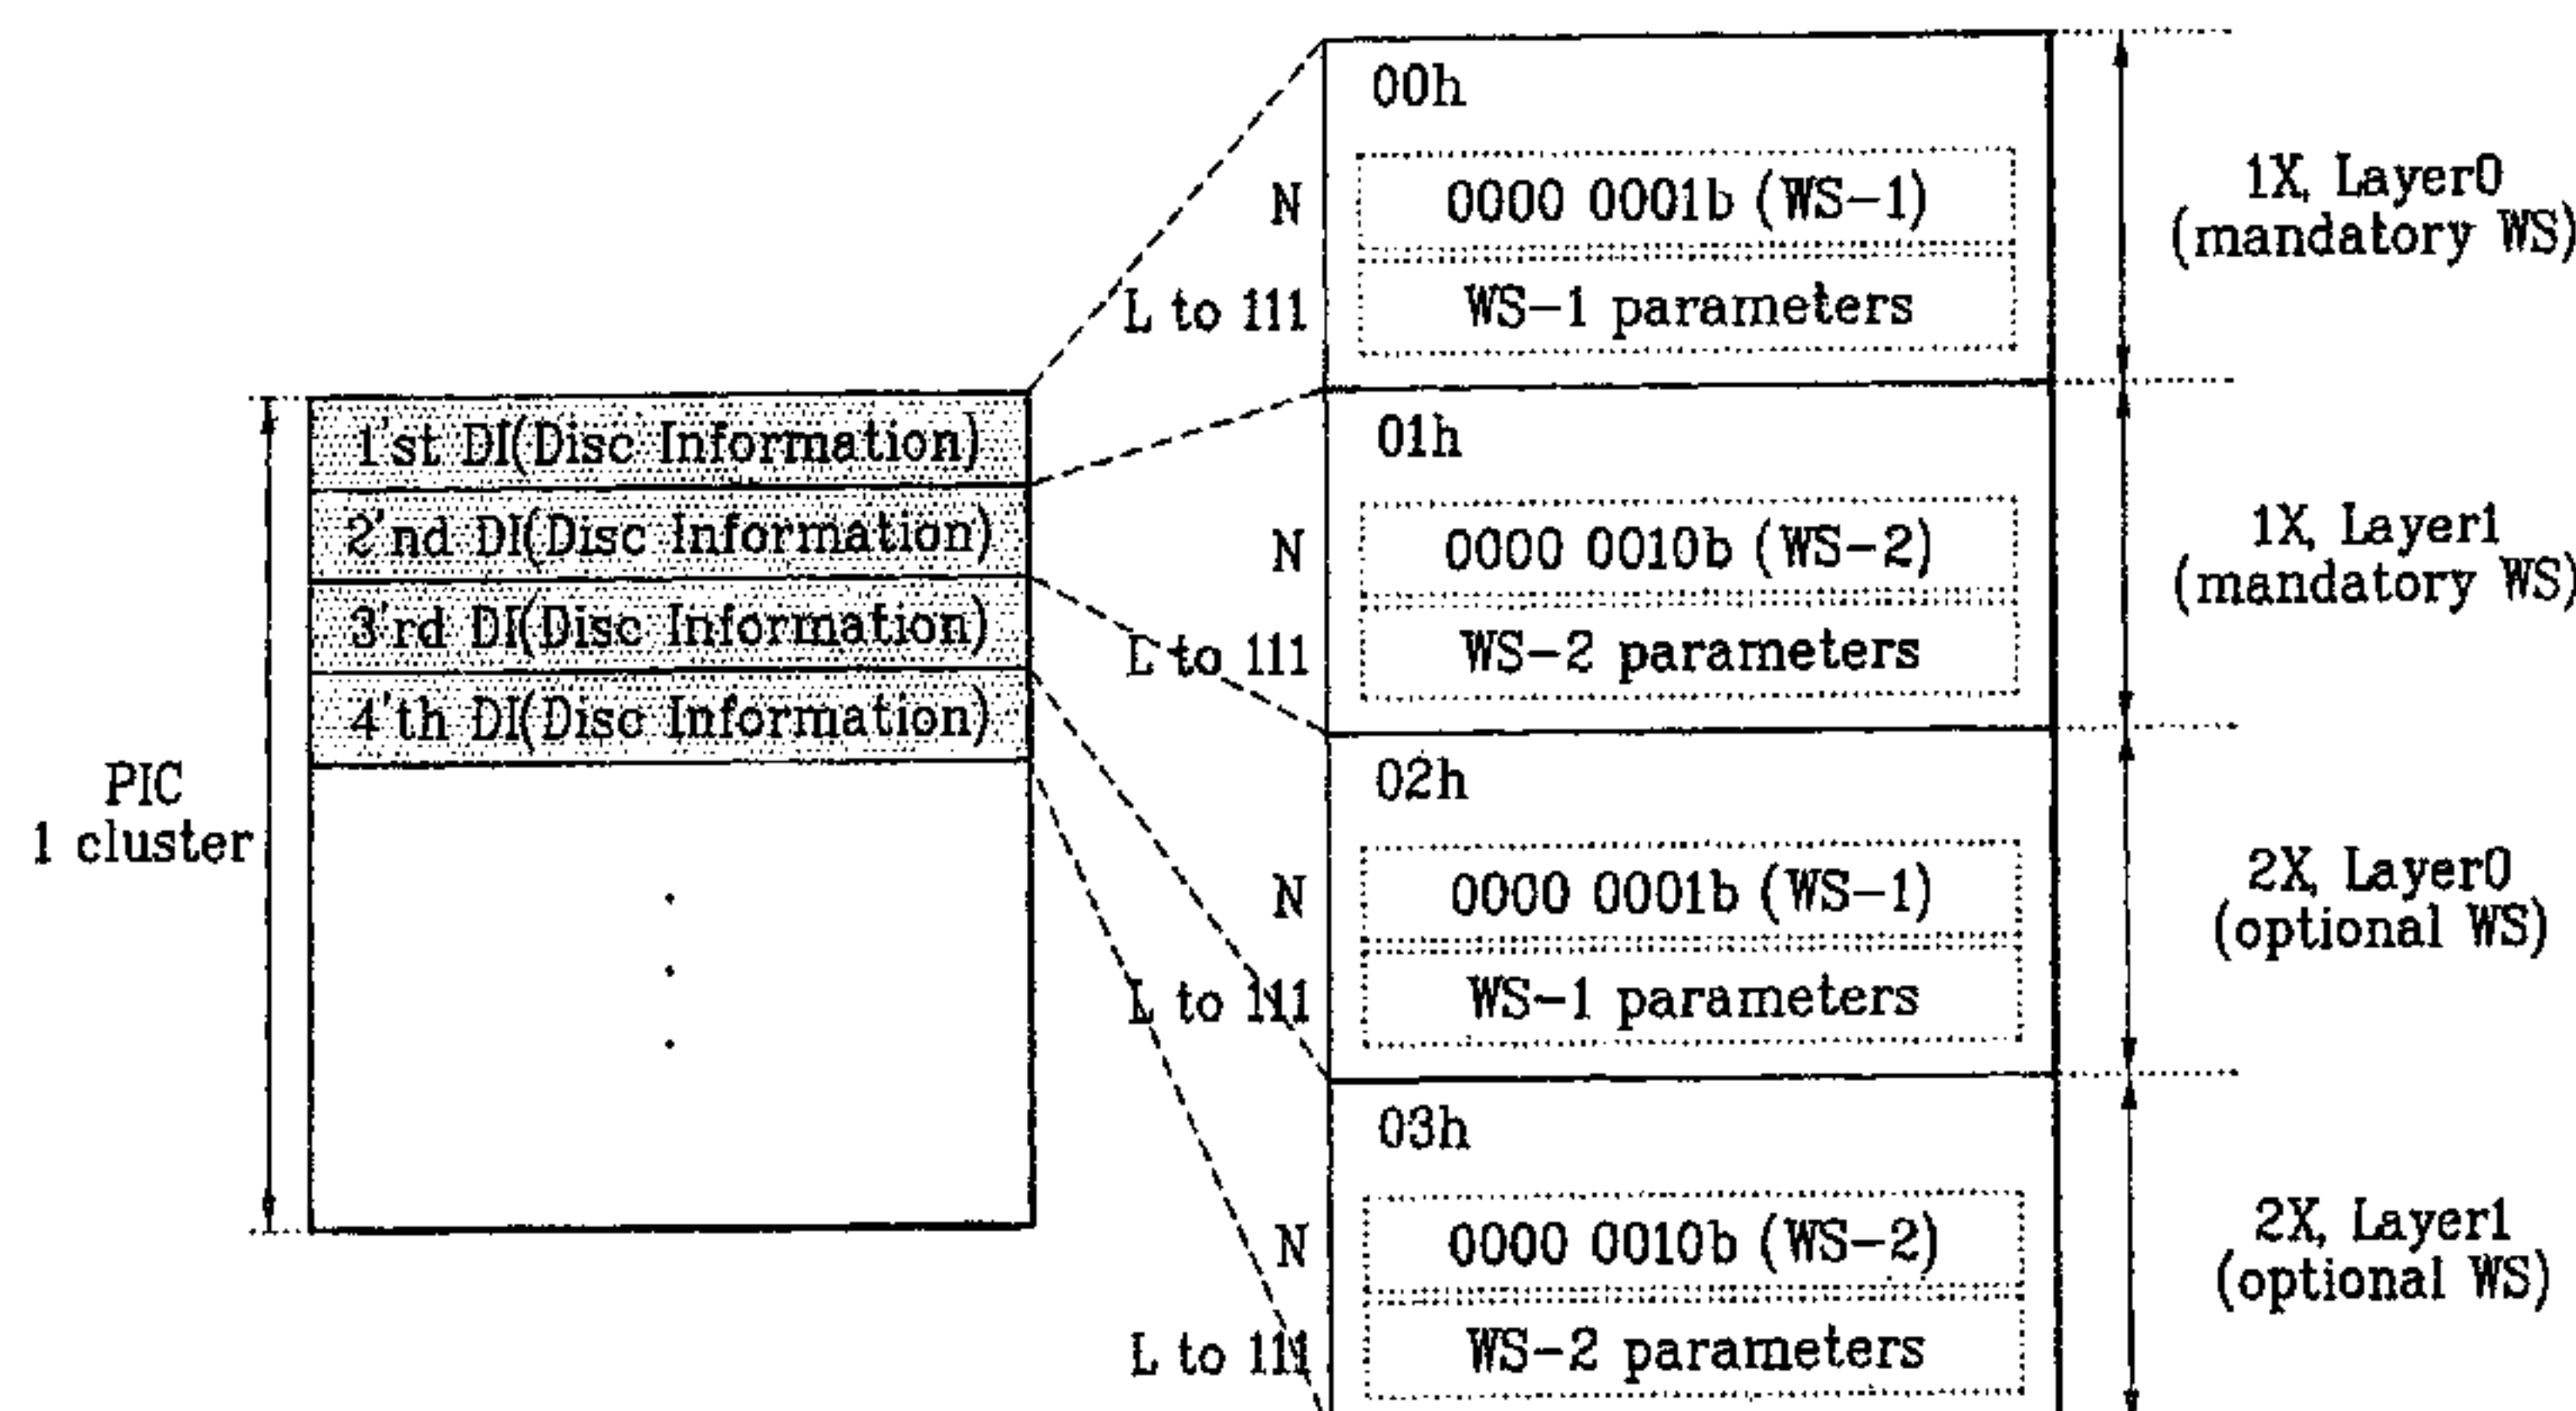 1'st DI(Disc Information)
2'nd DI(Disc Information)
3'rd DI(Disc Information)
4'th DI(Disc Information)
PIC
1 cluster
00h
N
0000 0001b (WS-1)
L to 111
WS-1 parameters
1X, Layer0
(mandatory WS)
01h
N
0000 0010b (WS-2)
L to 111
WS-2 parameters
1X, Layer1
(mandatory WS)
02h
N
0000 0001b (WS-1)
L to 111
WS-1 parameters
2X, Layer0
(optional WS)
03h
N
0000 0010b (WS-2)
L to 111
WS-2 parameters
2X, Layer1
(optional WS)